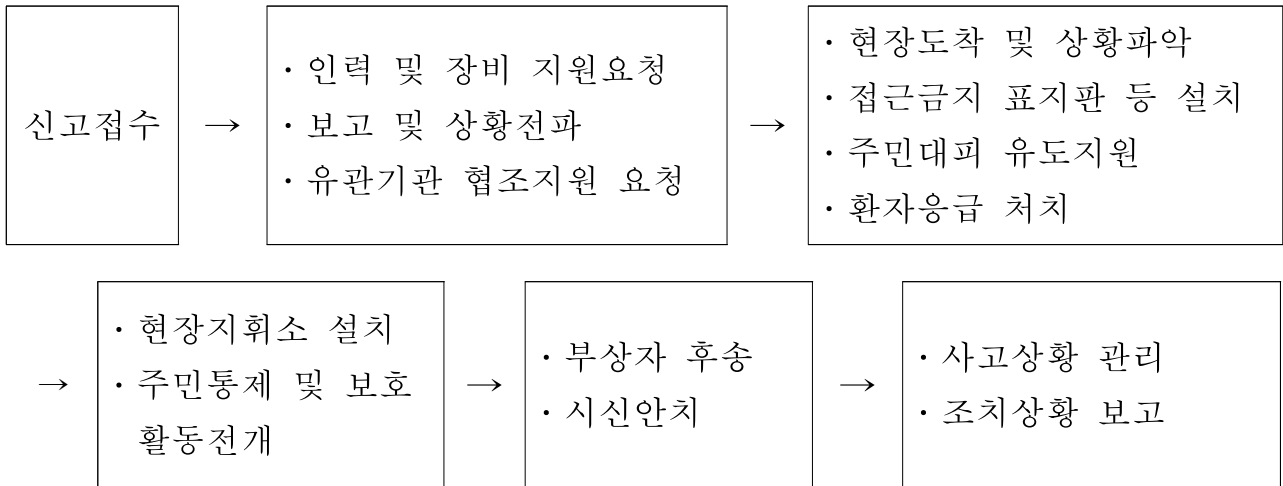 신고접수
→
· 인력 및 장비 지원요청
· 보고 및 상황전파
· 유관기관 협조지원 요청
→
· 현장도착 및 상황파악
· 접근금지 표지판 등 설치
· 주민대피 유도지원
· 환자응급 처치
→
· 현장지휘소 설치
· 주민통제 및 보호
활동전개
→
· 부상자 후송
· 시신안치
→
· 사고상황 관리
· 조치상황 보고